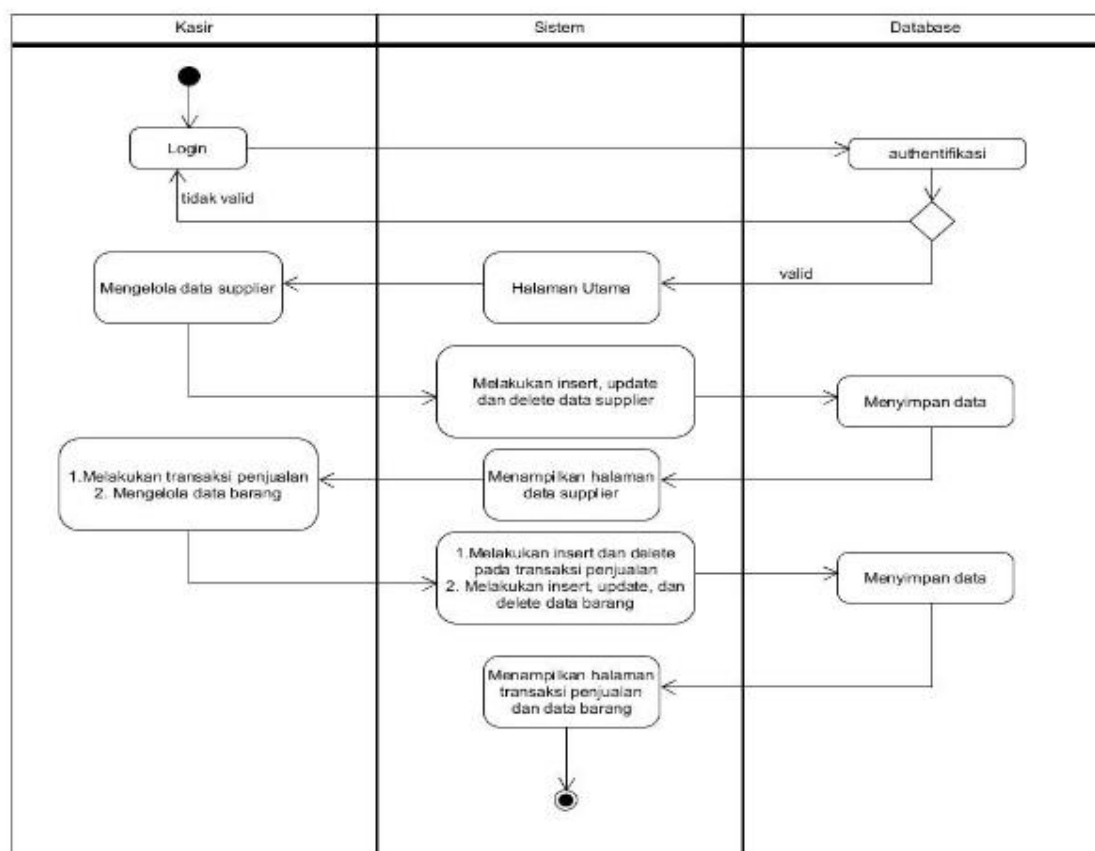 Kasir
Sistem
Database
Login
authentifikasi
tidak valid
valid
Mengelola data supplier
Halaman Utama
Melakukan insert, update
dan delete data supplier
Menyimpan data
1.Melakukan transaksi penjualan
2. Mengelola data barang
Menampilkan halaman
data supplier
1.Melakukan insert dan delete
pada transaksi penjualan
2. Melakukan insert, update, dan
delete data barang
Menyimpan data
Menampilkan halaman
transaksi penjualan
dan data barang